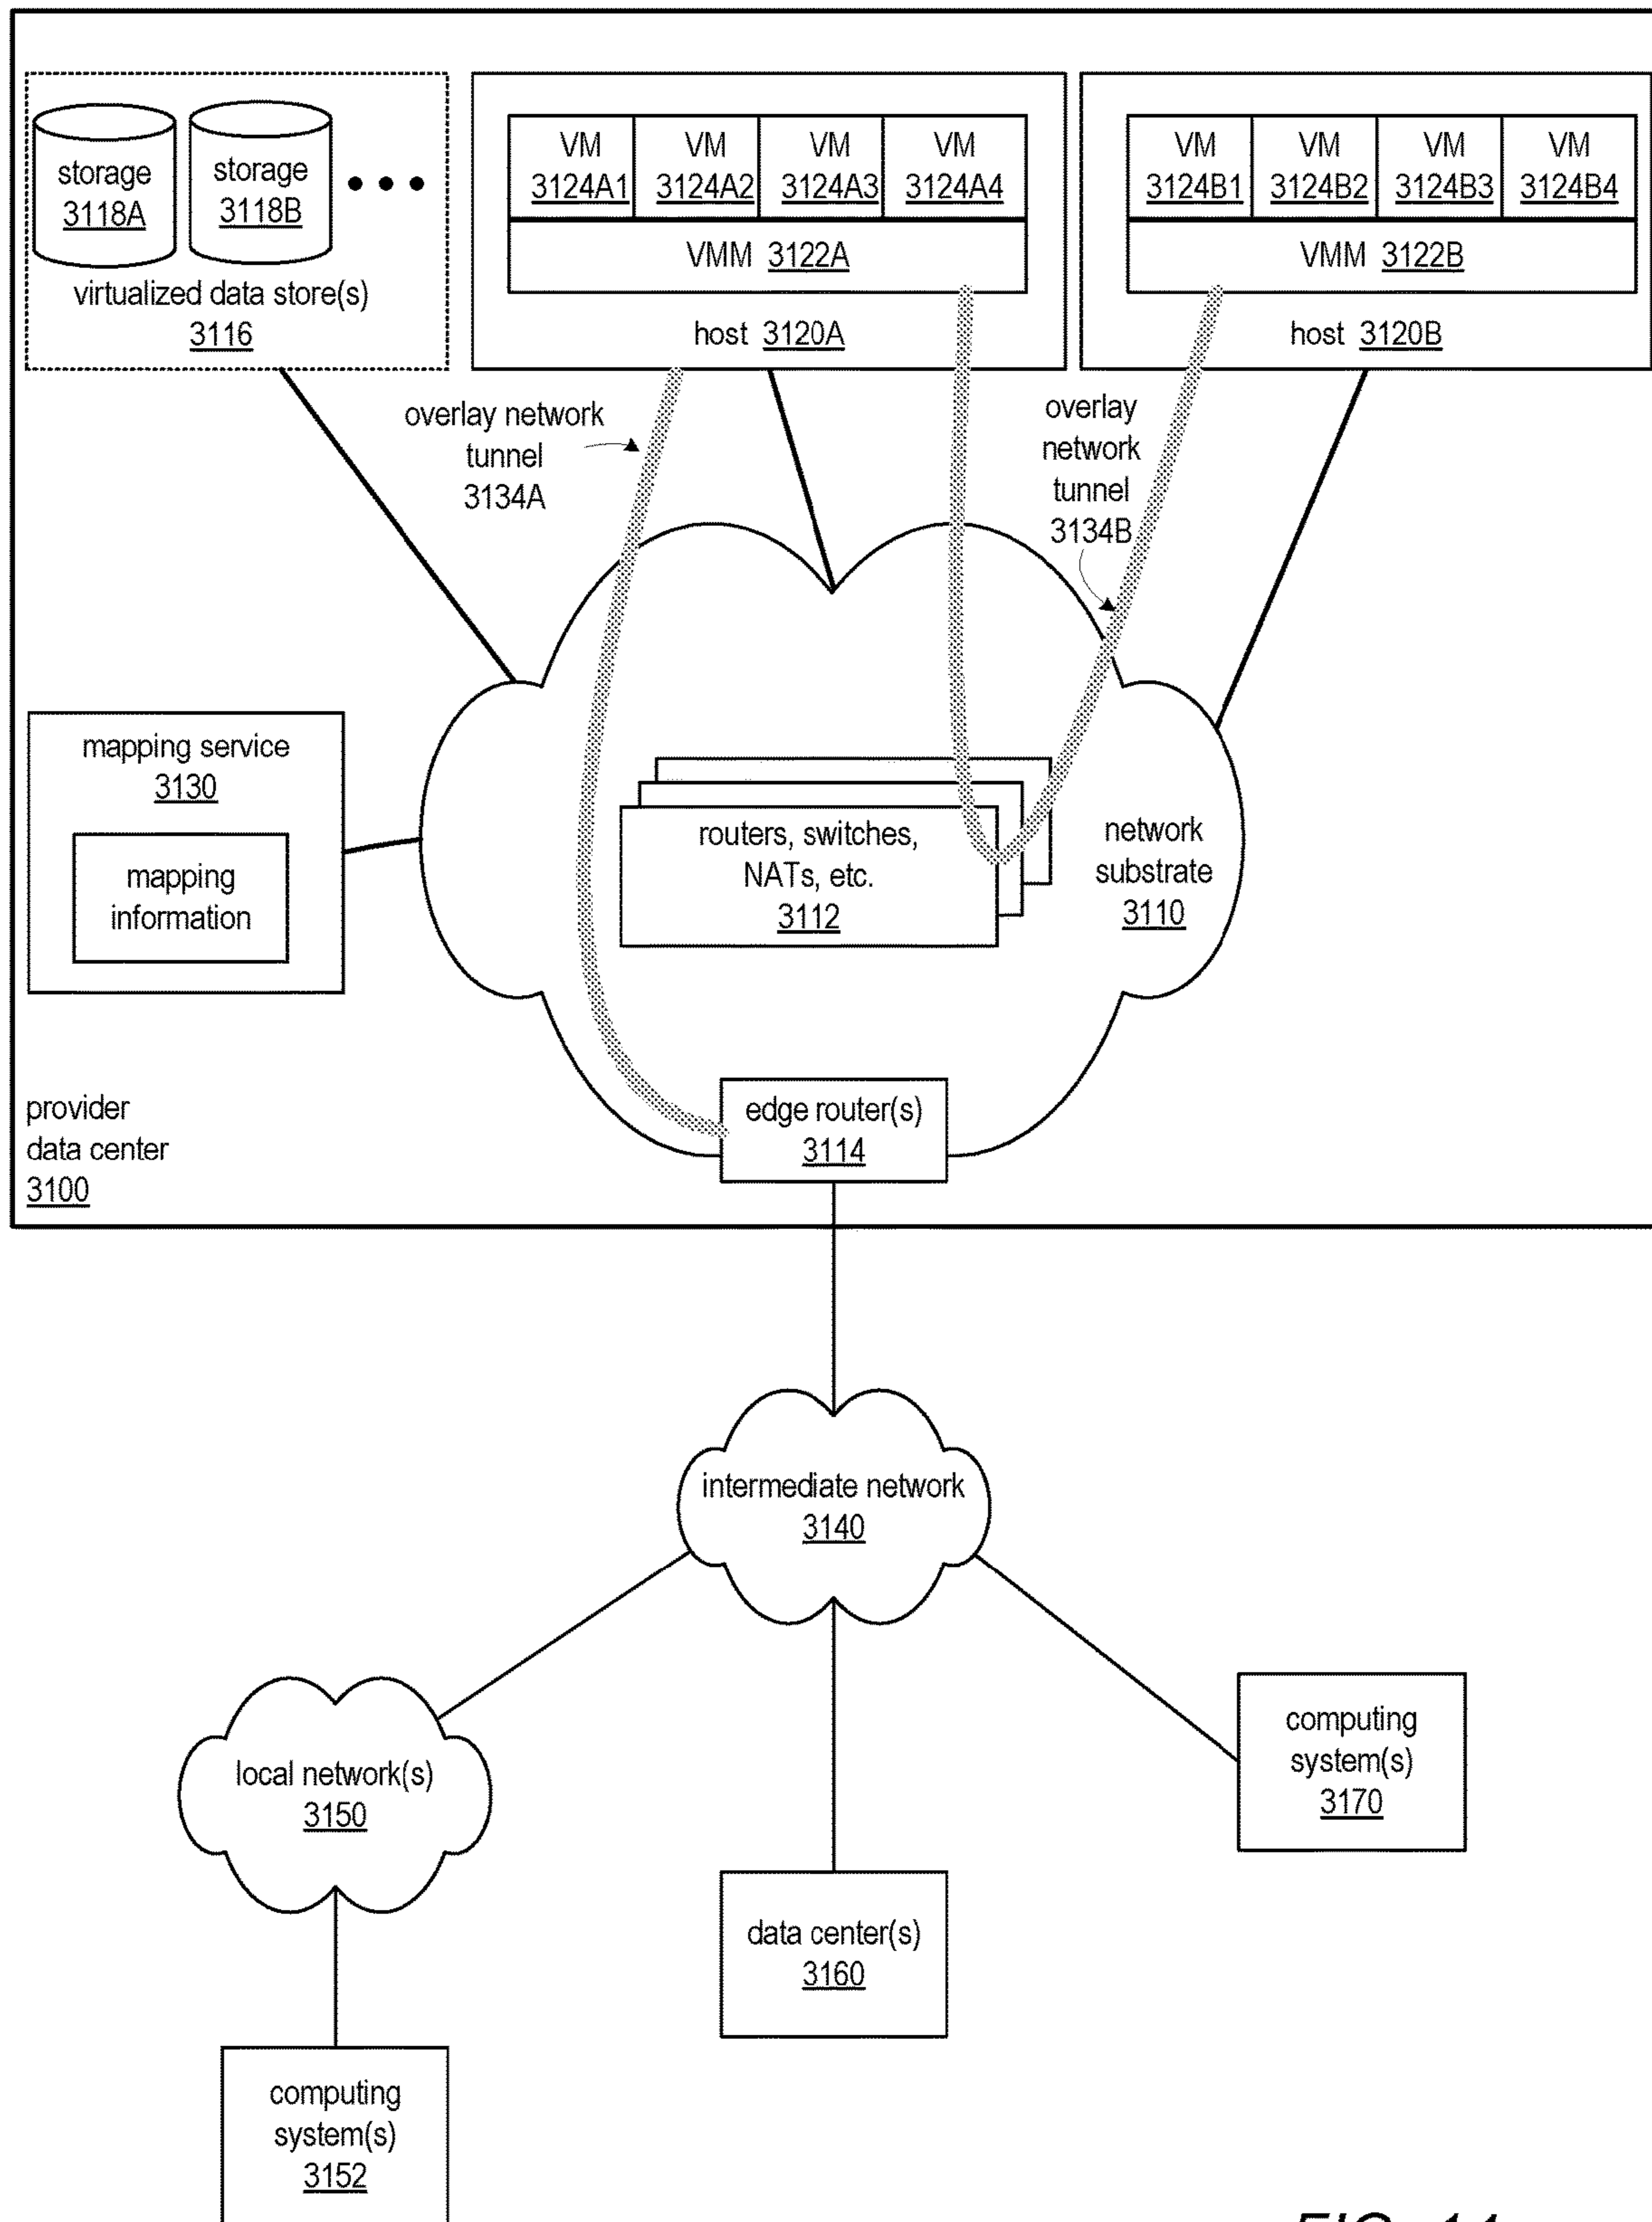 storage
3118A
storage
3118B
virtualized data store(s)
3116
VM
3124A1
VM
3124A2
VM
3124A3
VM
3124A4
VMM 3122A
host 3120A
VM
3124B1
VM
3124B2
VM
3124B3
VM
3124B4
VMM 3122B
host 3120B
overlay network
tunnel
3134A
overlay
network
tunnel
3134B
mapping service
3130
mapping
information
routers, switches,
NATs, etc.
3112
network
substrate
3110
edge router(s)
3114
provider
data center
3100
intermediate network
3140
local network(s)
3150
computing
system(s)
3170
data center(s)
3160
computing
system(s)
3152